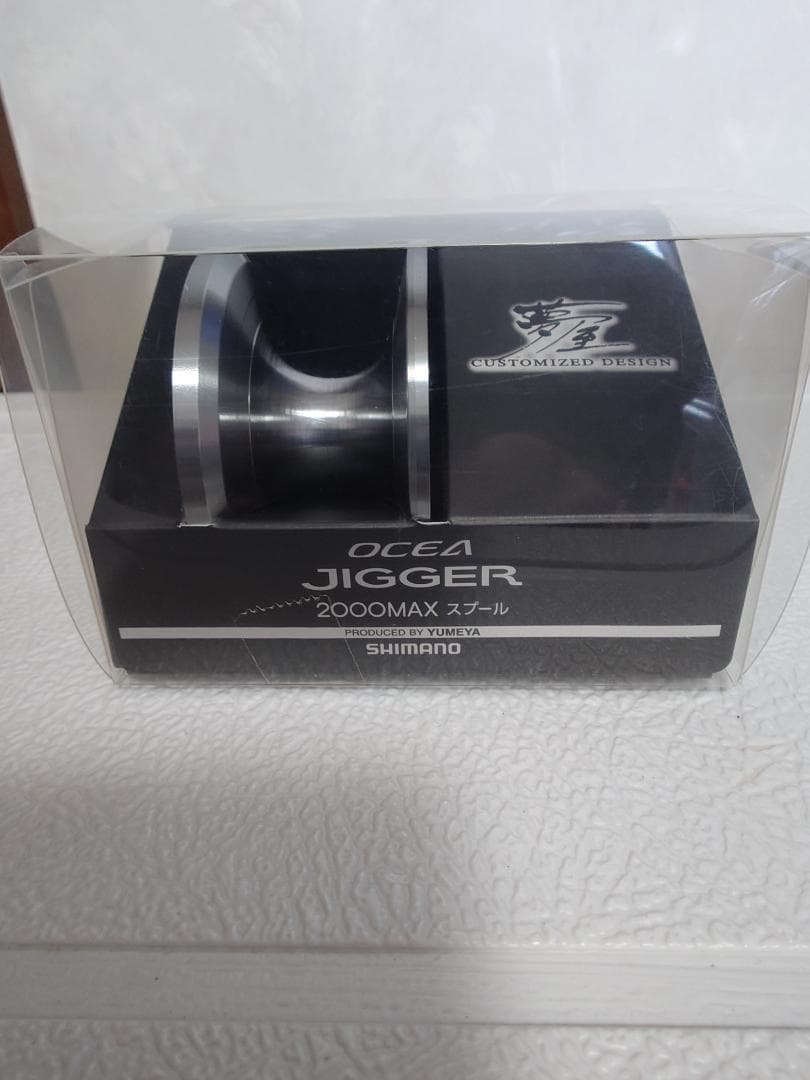 夢屋
CUSTOMIZED DESIGN
OCEA
JIGGER
2000MAX スプール
PRODUCED BY YUMEYA
SHIMANO